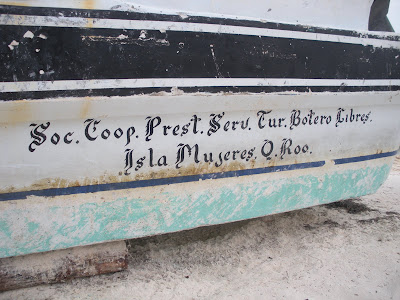 Soc. Coop. Prest. Serv. Tur. Botero Libres.
Isla Mujeres, Q. Roo.